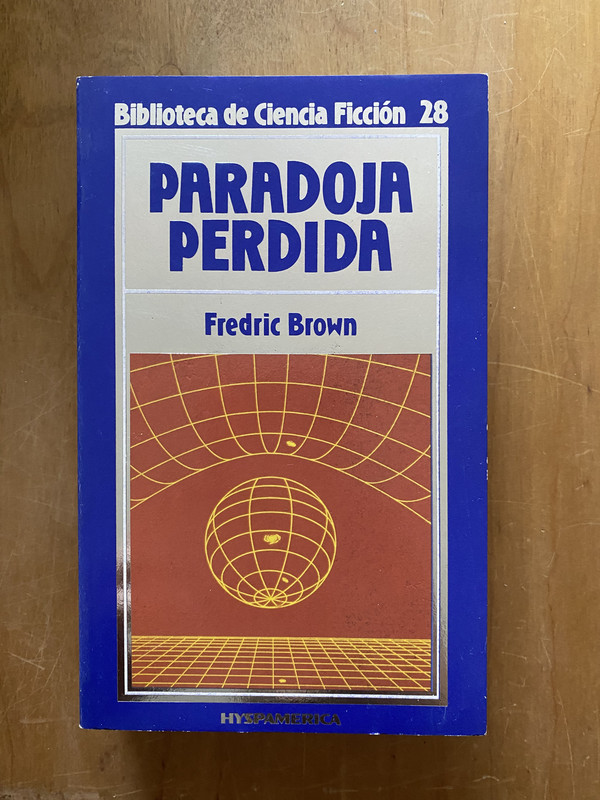 Biblioteca de Ciencia Ficción 28
PARADOJA
PERDIDA
Fredric Brown
HYSPAMERICA